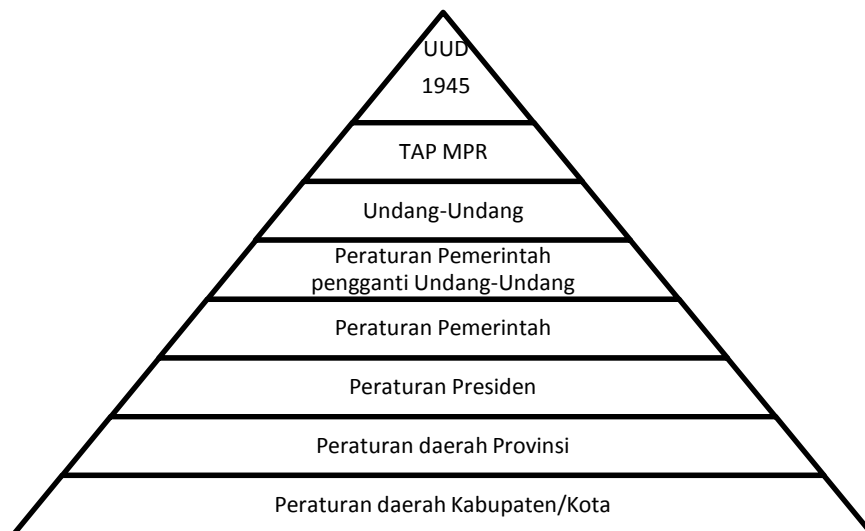 UUD
1945
TAP MPR
Undang-Undang
Peraturan Pemerintah
pengganti Undang-Undang
Peraturan Pemerintah
Peraturan Presiden
Peraturan daerah Provinsi
Peraturan daerah Kabupaten/Kota